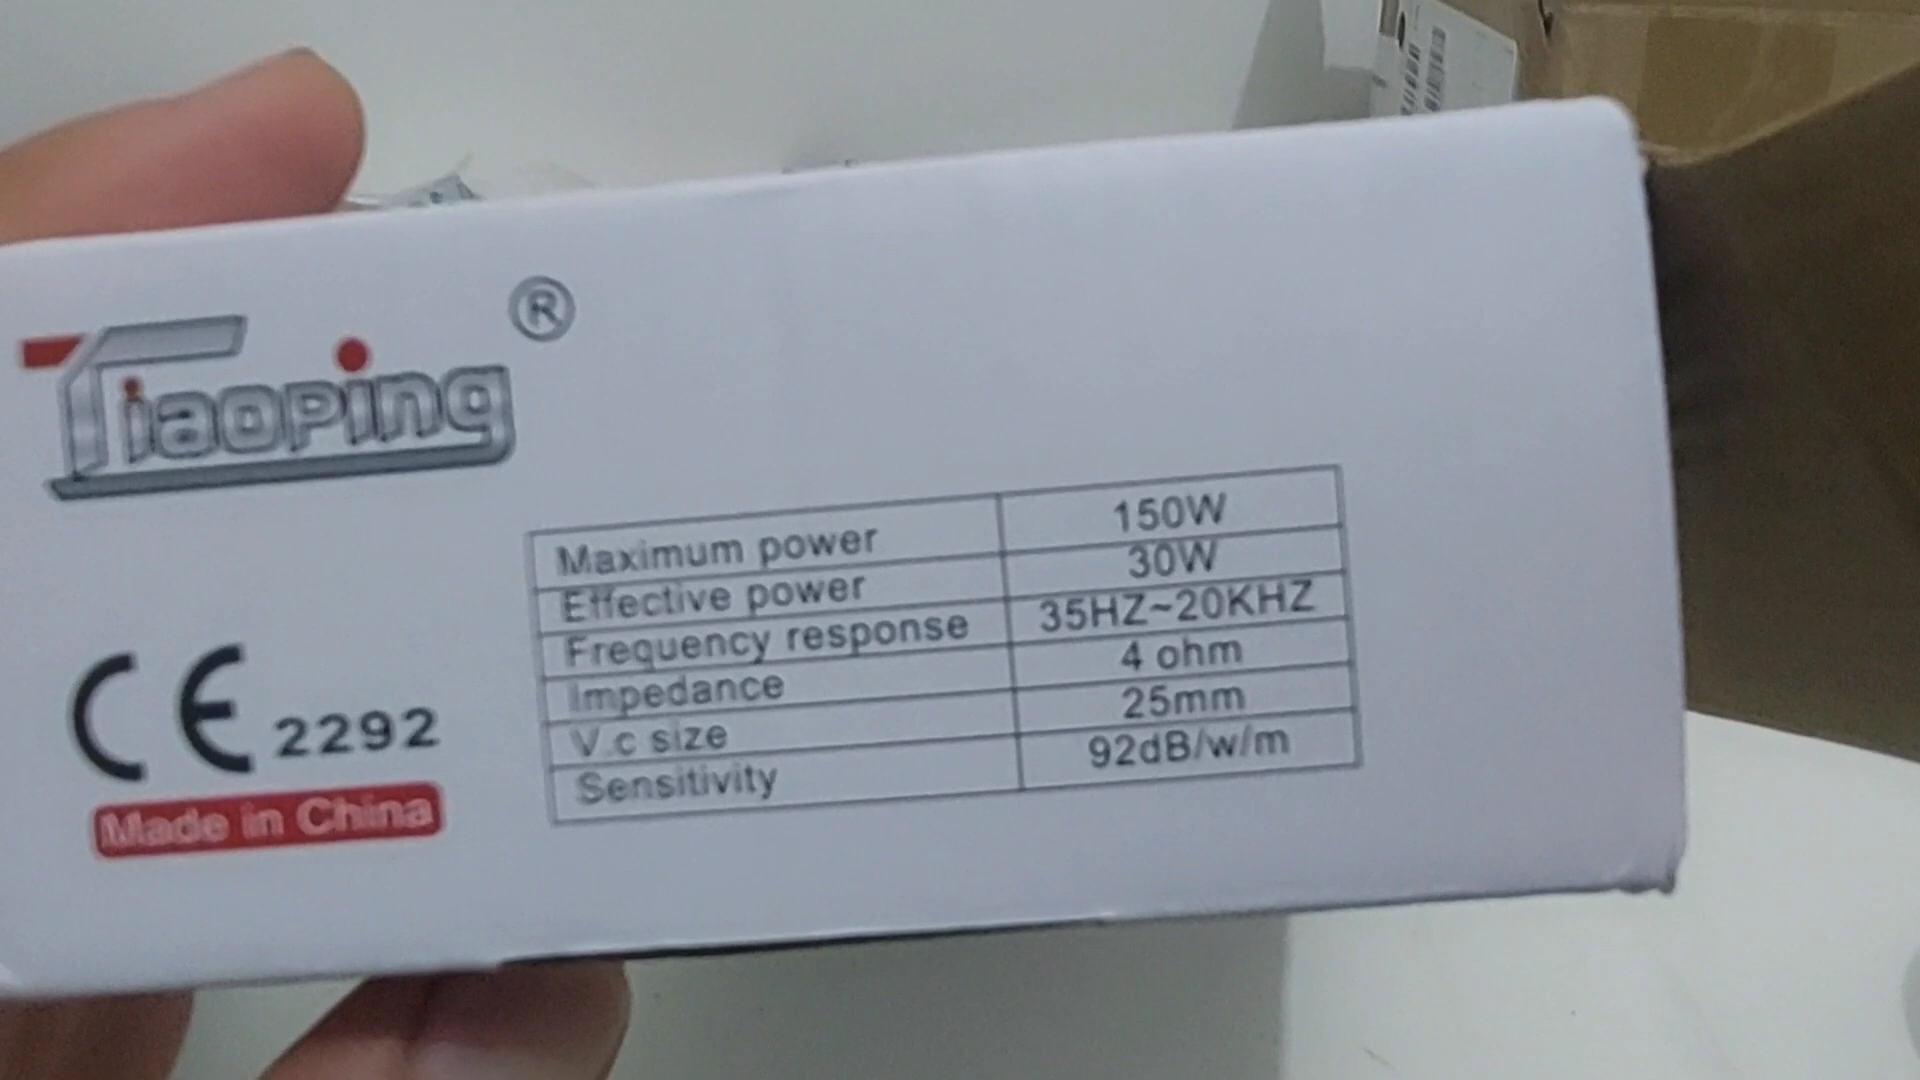 Tiaoping ®
Maximum power 150W
Effective power 30W
Frequency response 35HZ~20KHZ
Impedance 4 ohm
V.c size 25mm
Sensitivity 92dB/w/m
CE 2292
Made in China